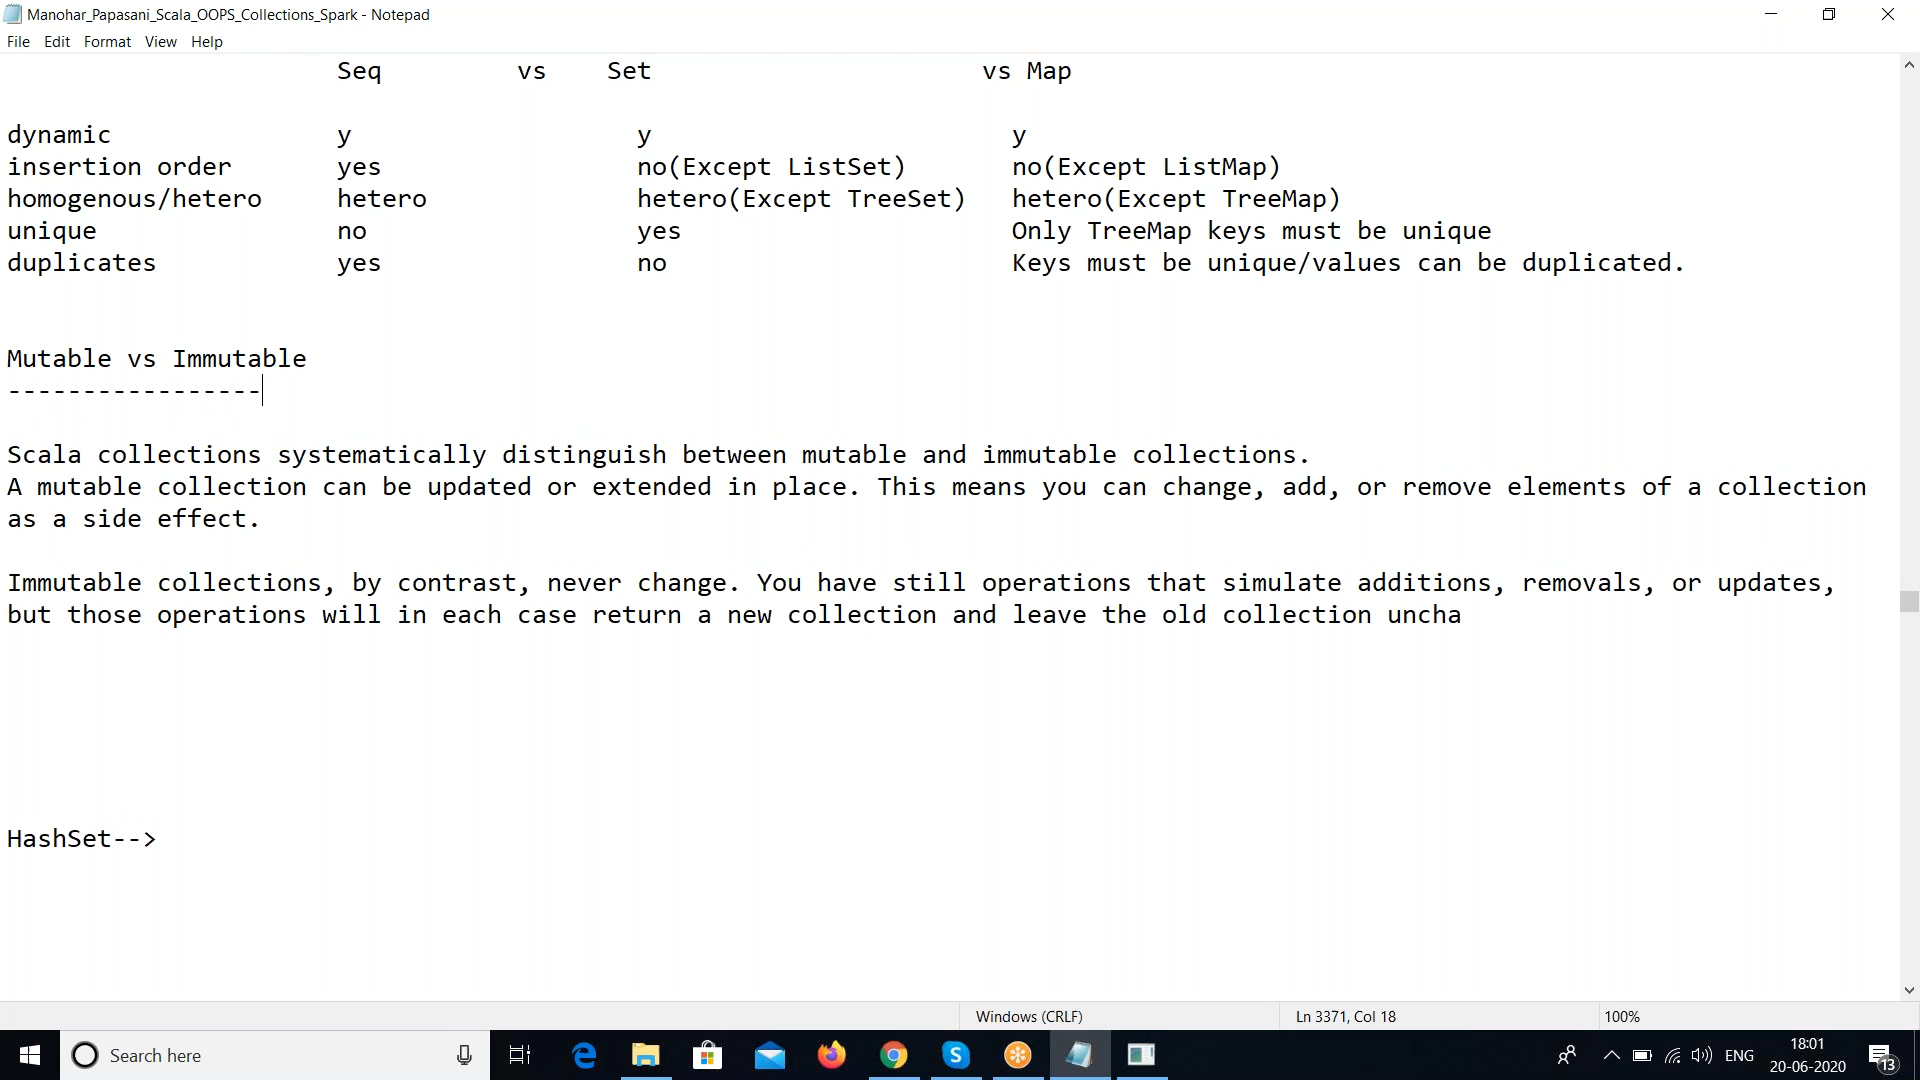 Manohar_Papasani_Scala_OOPS_Collections_Spark - Notepad
File Edit Format View Help
Seq vs Set vs Map
dynamic y y y
insertion order yes no(Except ListSet) no(Except ListMap)
homogenous/hetero hetero hetero(Except TreeSet) hetero(Except TreeMap)
unique no yes Only TreeMap keys must be unique
duplicates yes no Keys must be unique/values can be duplicated.
Mutable vs Immutable
-----------------
Scala collections systematically distinguish between mutable and immutable collections.
A mutable collection can be updated or extended in place. This means you can change, add, or remove elements of a collection
as a side effect.
Immutable collections, by contrast, never change. You have still operations that simulate additions, removals, or updates,
but those operations will in each case return a new collection and leave the old collection uncha
HashSet-->
Windows (CRLF) Ln 3371, Col 18 100%
Search here
ENG
18:01
20-06-2020
13